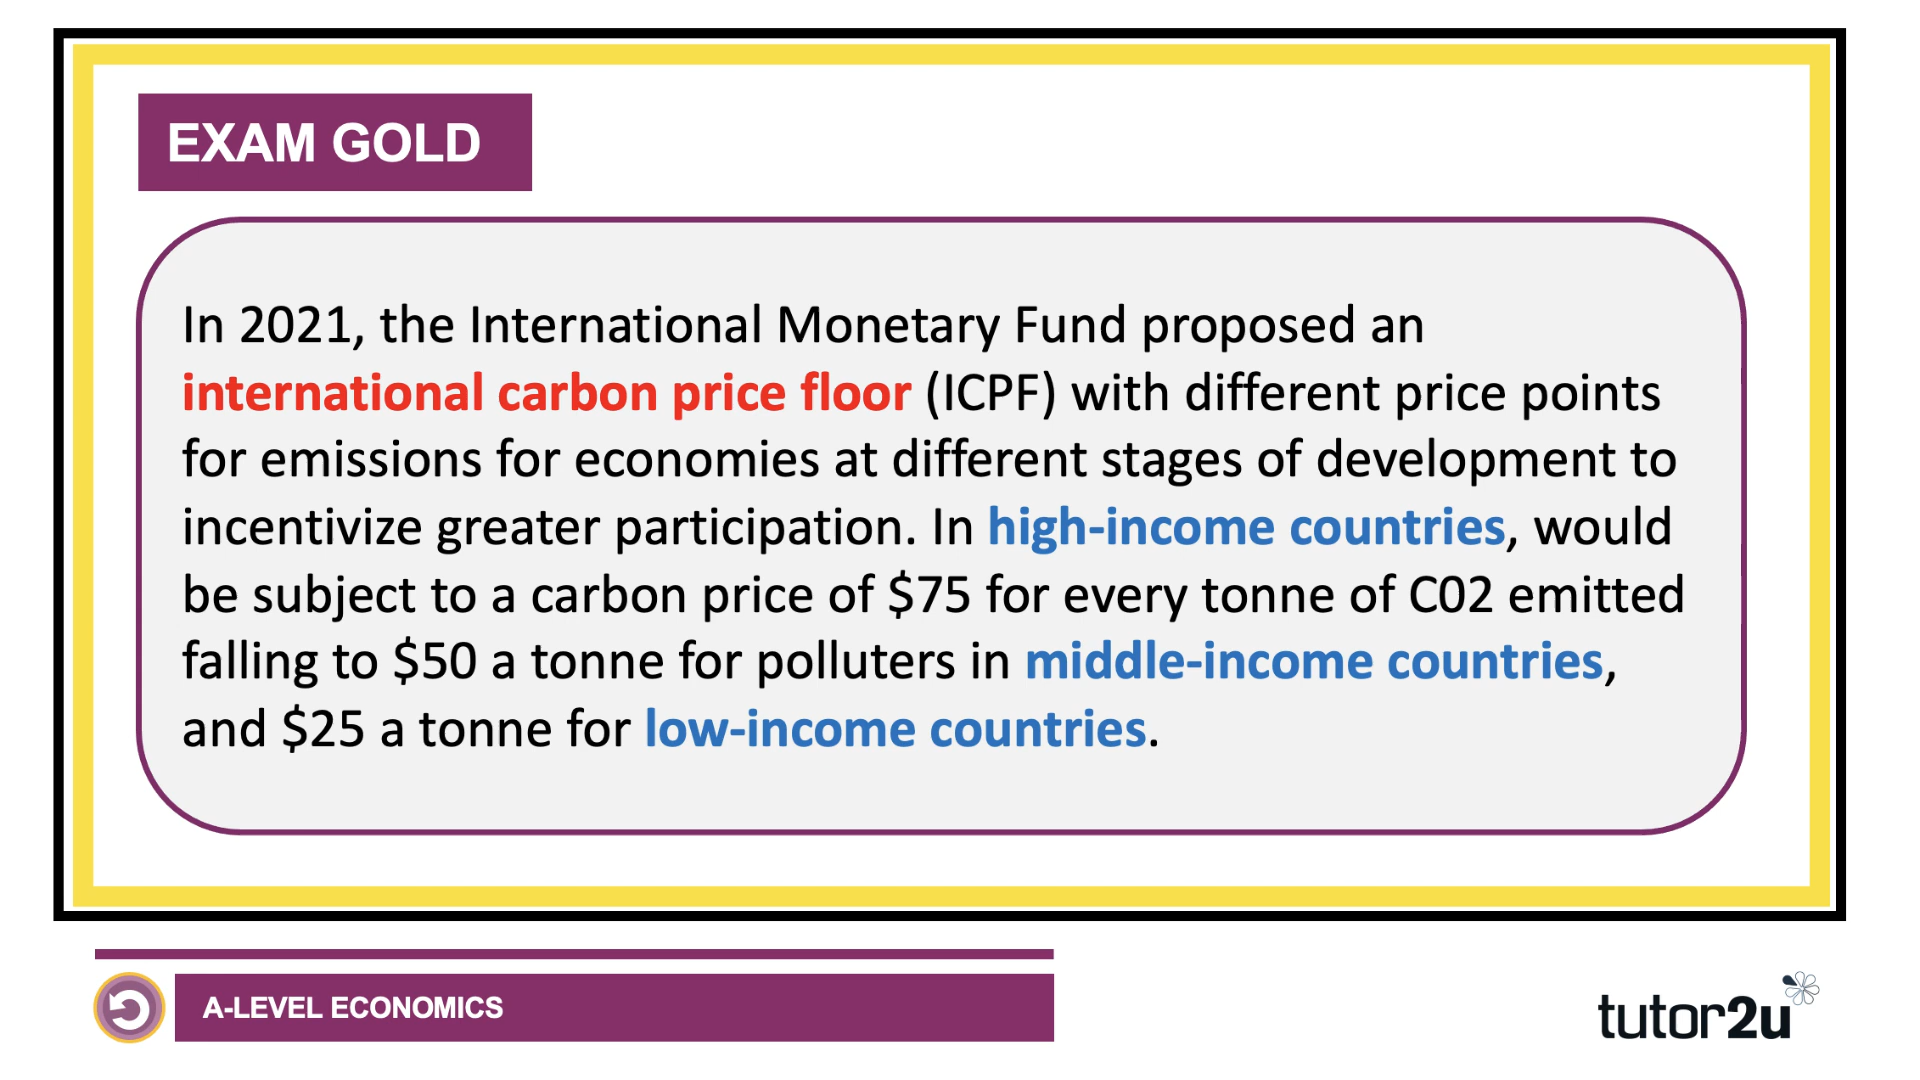 EXAM GOLD
In 2021, the International Monetary Fund proposed an
international carbon price floor (ICPF) with different price points
for emissions for economies at different stages of development to
incentivize greater participation. In high-income countries, would
be subject to a carbon price of $75 for every tonne of C02 emitted
falling to $50 a tonne for polluters in middle-income countries,
and $25 a tonne for low-income countries.
A-LEVEL ECONOMICS
tutor2u